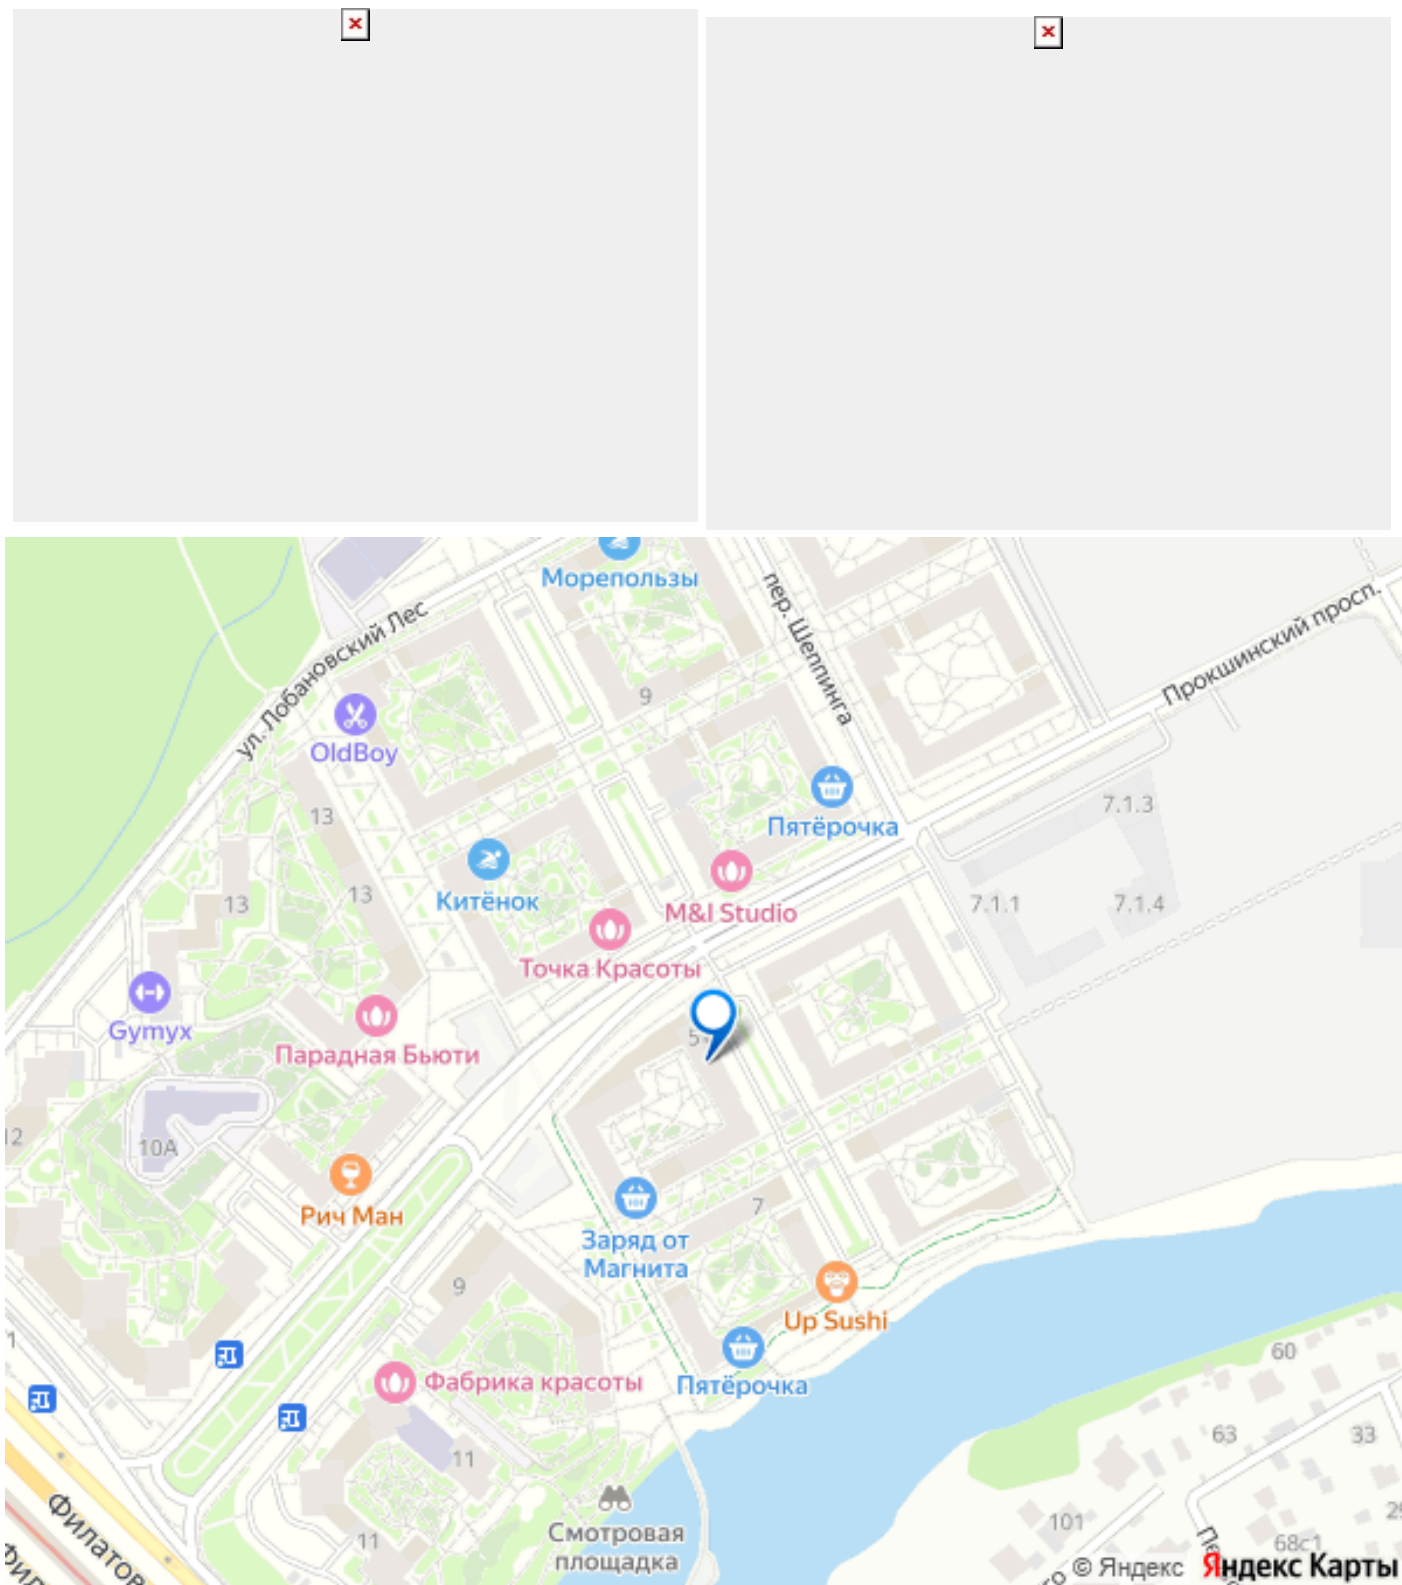 Морепользы
пер. Шеппинга
Прокшинский просп.
ул. Лобановский Лес
9
OldBoy
13
Пятёрочка
7.1.3
13
13
Китёнок
M&I Studio
7.1.1
7.1.4
Точка Красоты
Gymyx
Парадная Бьюти
12
10А
Рич Ман
7
Заряд от
Магнита
9
Up Sushi
1
60
Фабрика красоты
Пятёрочка
63
33
11
Смотровая
площадка
11
101
68с1
Филатов
© Яндекс
Яндекс Карты